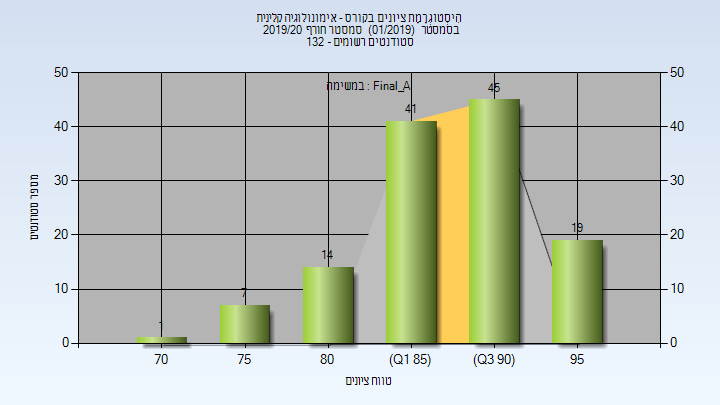 היסטוגרמת ציונים בקורס - אימונולוגיה קלינית
בסמסטר (01/2019) סמסטר חורף 2019/20
סטודנטים רשומים - 132
במשימה : Final_A
50 50
40 40
30 30
20 20
10 10
0 0
1
7
14
41
45
19
מספר סטודנטים
70 75 80 (Q1 85) (Q3 90) 95
טווח ציונים